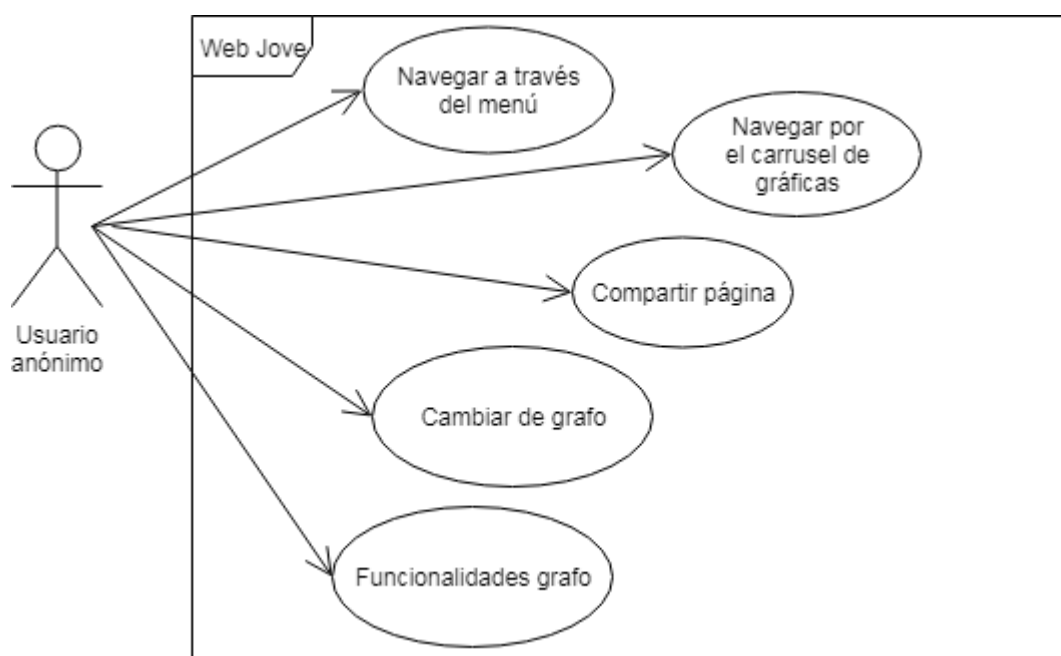 Web Jove
Navegar a través
del menú
Navegar por
el carrusel de
gráficas
Compartir página
Usuario
anónimo
Cambiar de grafo
Funcionalidades grafo